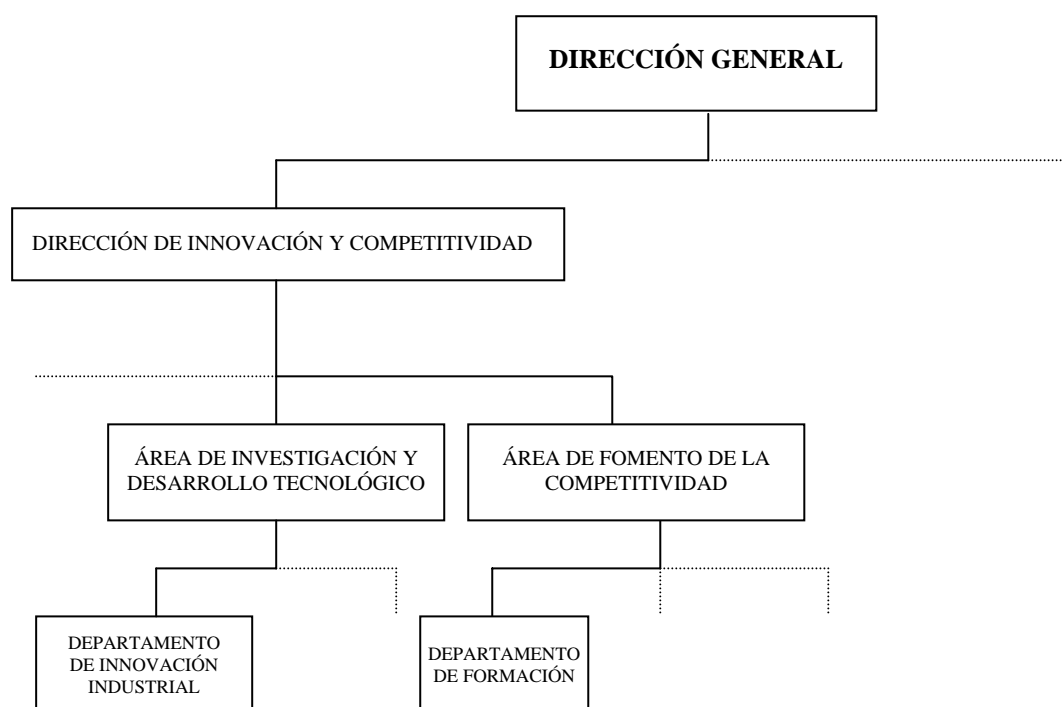 DIRECCIÓN GENERAL
DIRECCIÓN DE INNOVACIÓN Y COMPETITIVIDAD
ÁREA DE INVESTIGACIÓN Y
DESARROLLO TECNOLÓGICO
ÁREA DE FOMENTO DE LA
COMPETITIVIDAD
DEPARTAMENTO
DE INNOVACIÓN
INDUSTRIAL
DEPARTAMENTO
DE FORMACIÓN